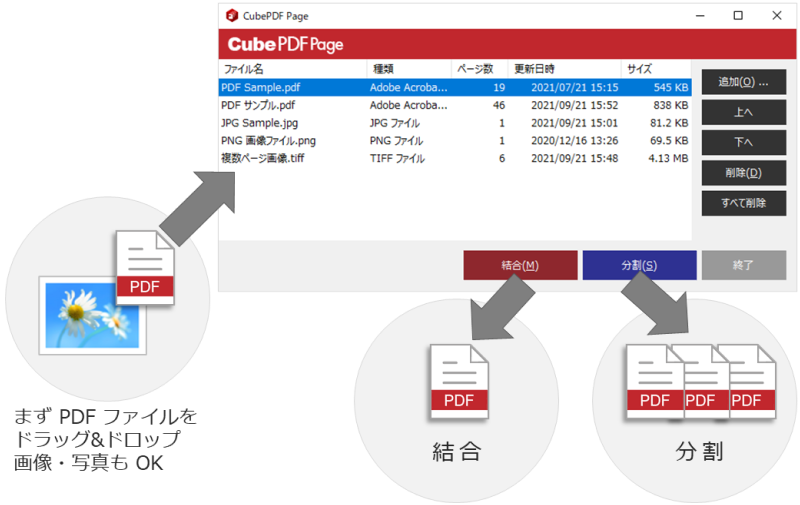 CubePDF Page
CubePDF Page
ファイル名 種類 ページ数 更新日時 サイズ
PDF Sample.pdf Adobe Acroba... 19 2021/07/21 15:15 545 KB
PDF サンプル.pdf Adobe Acroba... 46 2021/09/21 15:52 838 KB
JPG Sample.jpg JPG ファイル 1 2021/09/21 15:01 81.2 KB
PNG 画像ファイル.png PNG ファイル 1 2020/12/16 13:26 69.5 KB
複数ページ画像.tiff TIFF ファイル 6 2021/09/21 15:48 4.13 MB
追加(O) ...
上へ
下へ
削除(D)
すべて削除
結合(M) 分割(S) 終了
PDF
まず PDF ファイルを
ドラッグ&ドロップ
画像・写真も OK
PDF
結合
PDF PDF PDF
分割